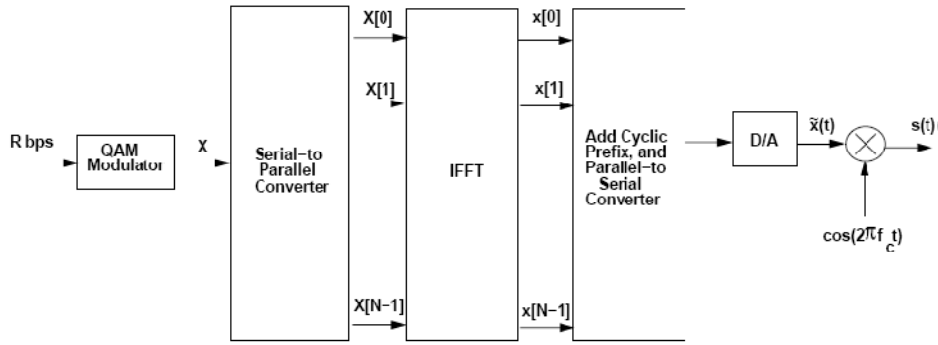 X[0]
x[0]
X[1]
x[1]
R bps
QAM
Modulator
X
Serial-to
Parallel
Converter
IFFT
Add Cyclic
Prefix, and
Parallel-to
Serial
Converter
D/A
x̃(t)
s(t)
cos(2πf_c t)
X[N-1]
x[N-1]